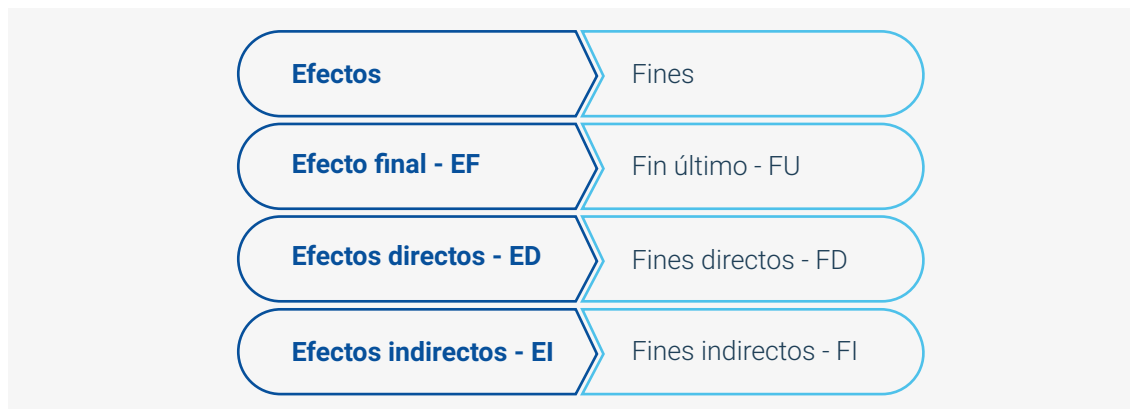 Efectos
Fines
Efecto final - EF
Fin último - FU
Efectos directos - ED
Fines directos - FD
Efectos indirectos - EI
Fines indirectos - FI